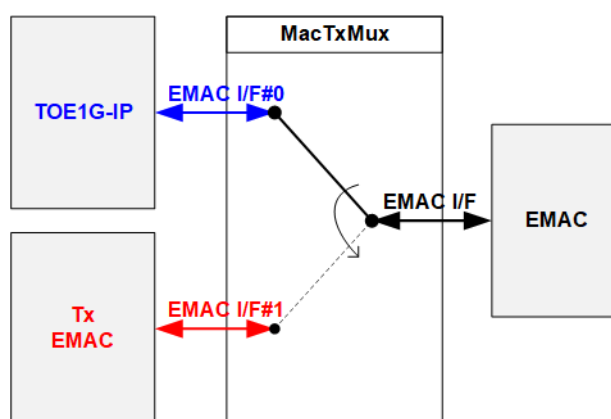 MacTxMux
TOE1G-IP
EMAC I/F#0
EMAC I/F
EMAC
Tx
EMAC
EMAC I/F#1